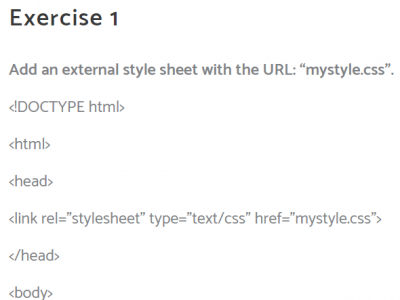 Exercise 1
Add an external style sheet with the URL: “mystyle.css”.
<!DOCTYPE html>
<html>
<head>
<link rel=”stylesheet” type=”text/css” href=”mystyle.css”>
</head>
<body>